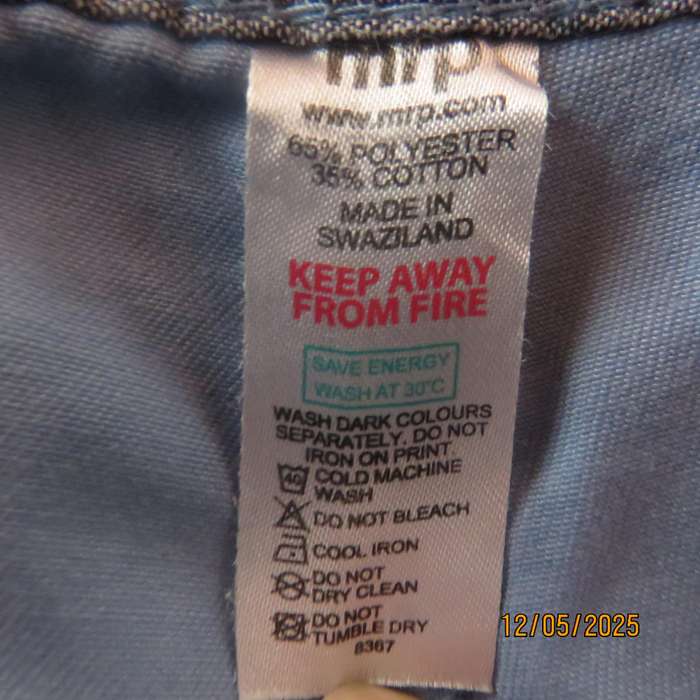 mrp
www.mrp.com
65% POLYESTER
35% COTTON
MADE IN
SWAZILAND
KEEP AWAY
FROM FIRE
SAVE ENERGY
WASH AT 30°C
WASH DARK COLOURS
SEPARATELY. DO NOT
IRON ON PRINT
40 COLD MACHINE
WASH
DO NOT BLEACH
COOL IRON
DO NOT
DRY CLEAN
DO NOT
TUMBLE DRY
8367
12/05/2025